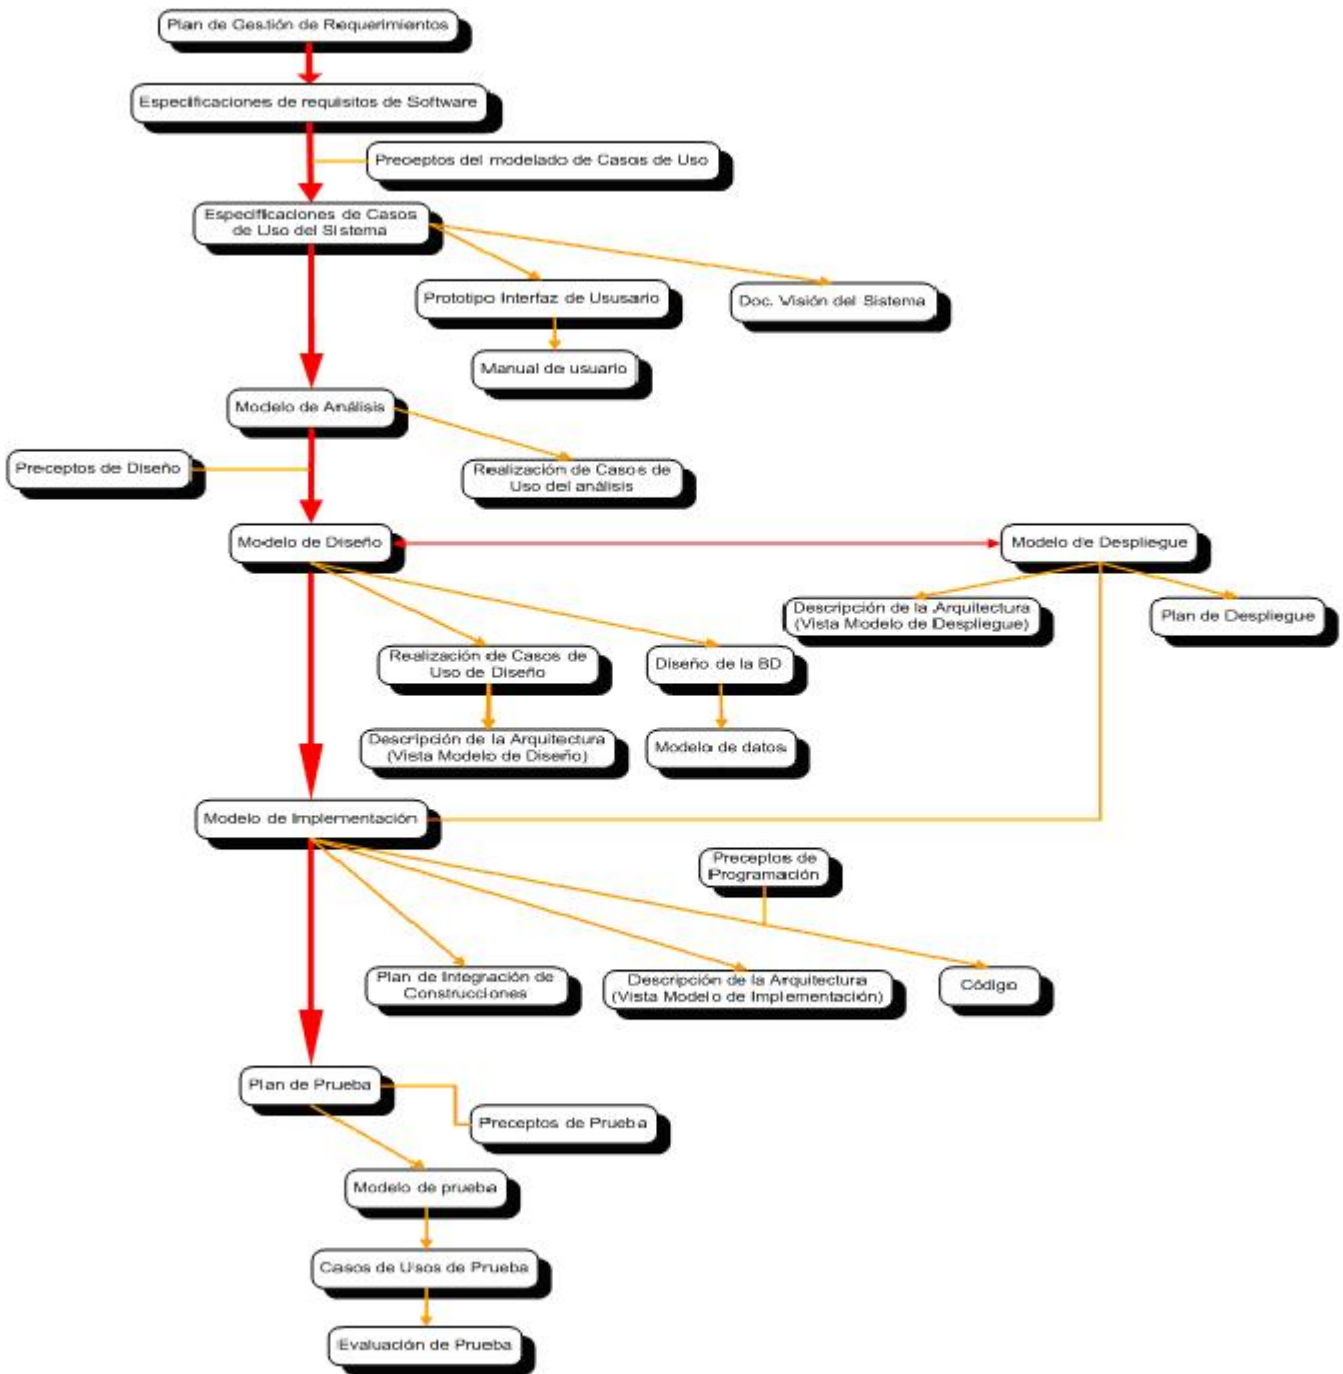 Plan de Gestión de Requerimientos
Especificaciones de requisitos de Software
Preceptos del modelado de Casos de Uso
Especificaciones de Casos
de Uso del Sistema
Prototipo Interfaz de Ususario
Doc. Visión del Sistema
Manual de usuario
Modelo de Análisis
Preceptos de Diseño
Realización de Casos de
Uso del análisis
Modelo de Diseño
Modelo de Despliegue
Descripción de la Arquitectura
(Vista Modelo de Despliegue)
Plan de Despliegue
Realización de Casos de
Uso de Diseño
Diseño de la BD
Descripción de la Arquitectura
(Vista Modelo de Diseño)
Modelo de datos
Modelo de Implementación
Preceptos de
Programación
Plan de Integración de
Construcciones
Descripción de la Arquitectura
(Vista Modelo de Implementación)
Código
Plan de Prueba
Preceptos de Prueba
Modelo de prueba
Casos de Usos de Prueba
Evaluación de Prueba